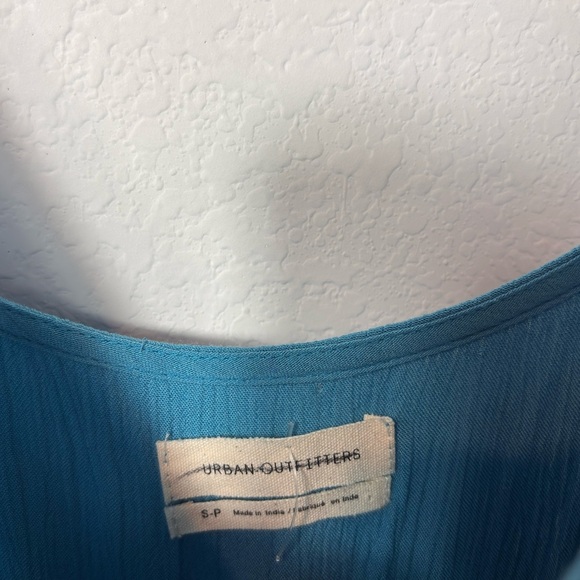 URBAN OUTFITTERS
S-P Made in India / Fabriqué en Inde